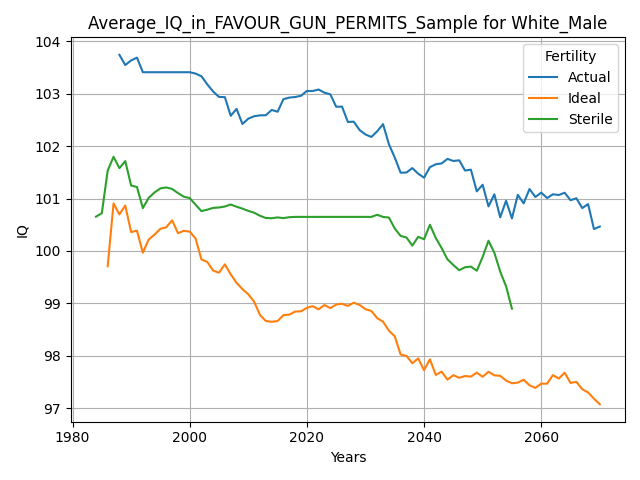 Average_IQ_in_FAVOUR_GUN_PERMITS_Sample for White_Male
104
103
102
101
100
99
98
97
IQ
Fertility
Actual
Ideal
Sterile
1980
2000
2020
2040
2060
Years